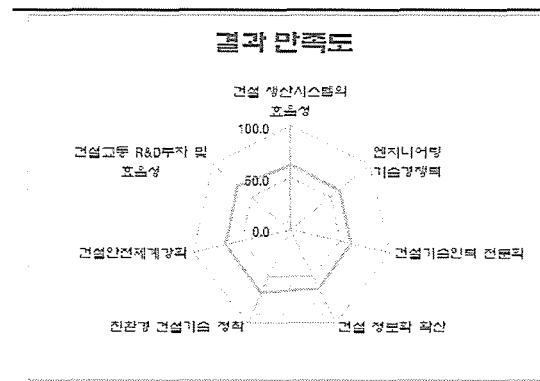 결과 만족도
건설 생산시스템의
효율성
100.0
엔지니어링
기술경쟁력
건설교통 R&D투자 및
효율성
50.0
0.0
건설안전체계강화
건설기술인력 전문화
친환경 건설기술 정착
건설 정보화 확산